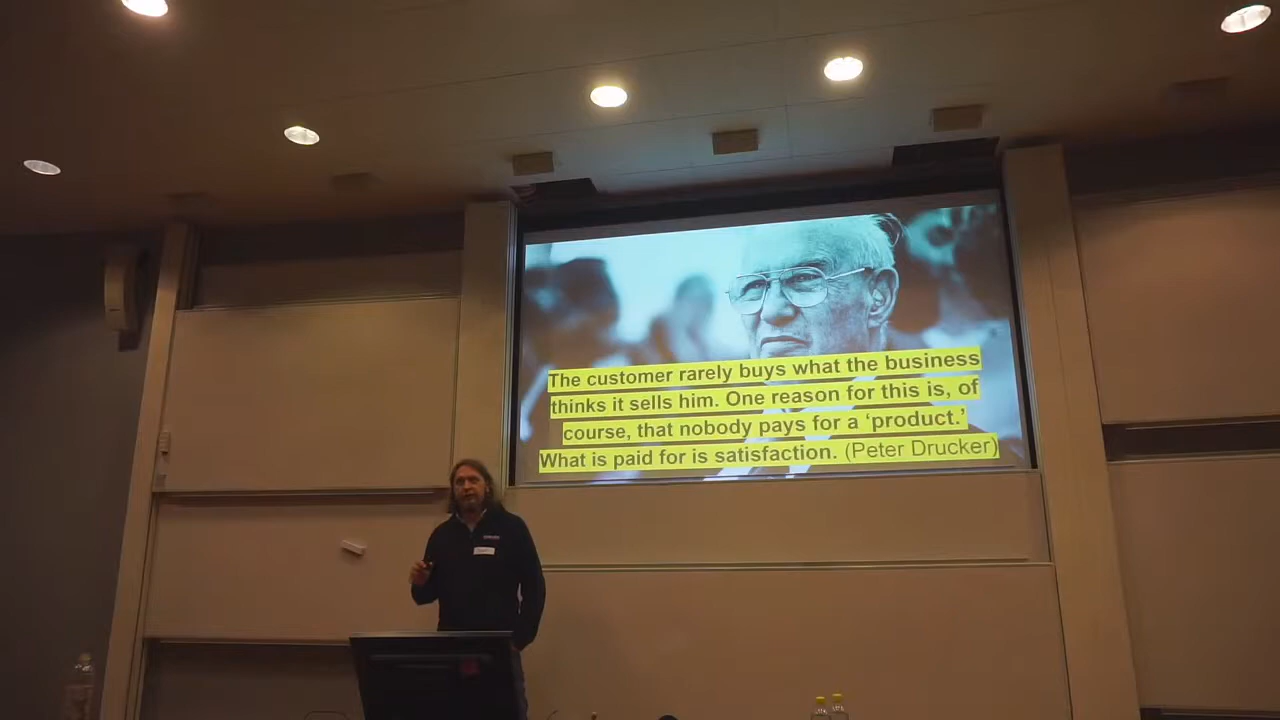 The customer rarely buys what the business
thinks it sells him. One reason for this is, of
course, that nobody pays for a ‘product.’
What is paid for is satisfaction. (Peter Drucker)